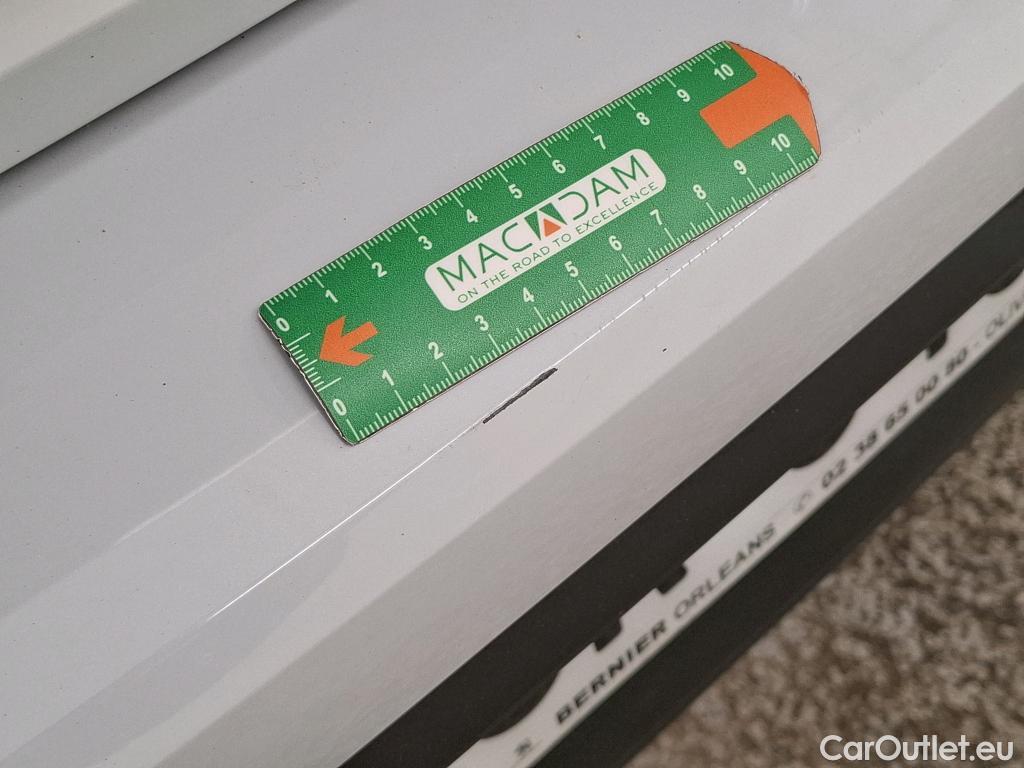 0 1 2 3 4 5 6 7 8 9 10
MACADAM
ON THE ROAD TO EXCELLENCE
0 1 2 3 4 5 6 7 8 9 10
BERNIER ORLEANS 02 38 65 00 80 -
CarOutlet.eu